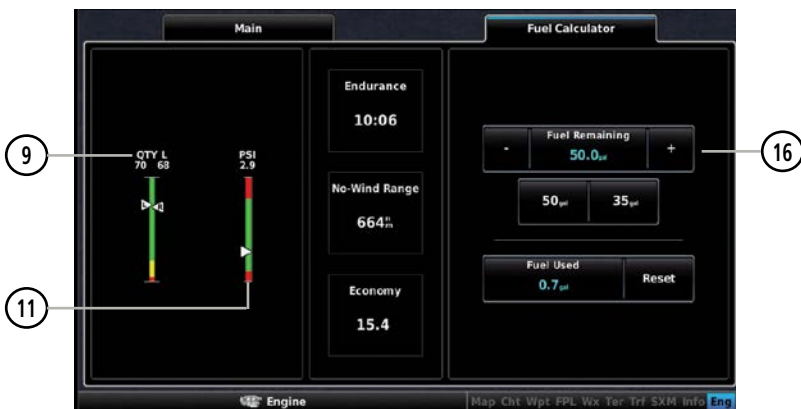 Main
Fuel Calculator
9
QTY L
70 68
PSI
2.9
11
Endurance
10:06
No-Wind Range
664nm
Economy
15.4
- Fuel Remaining +
50.0gal
16
50gal 35gal
Fuel Used
0.7gal
Reset
Engine
Map Cht Wpt FPL Wx Ter Trf SXM Info Eng